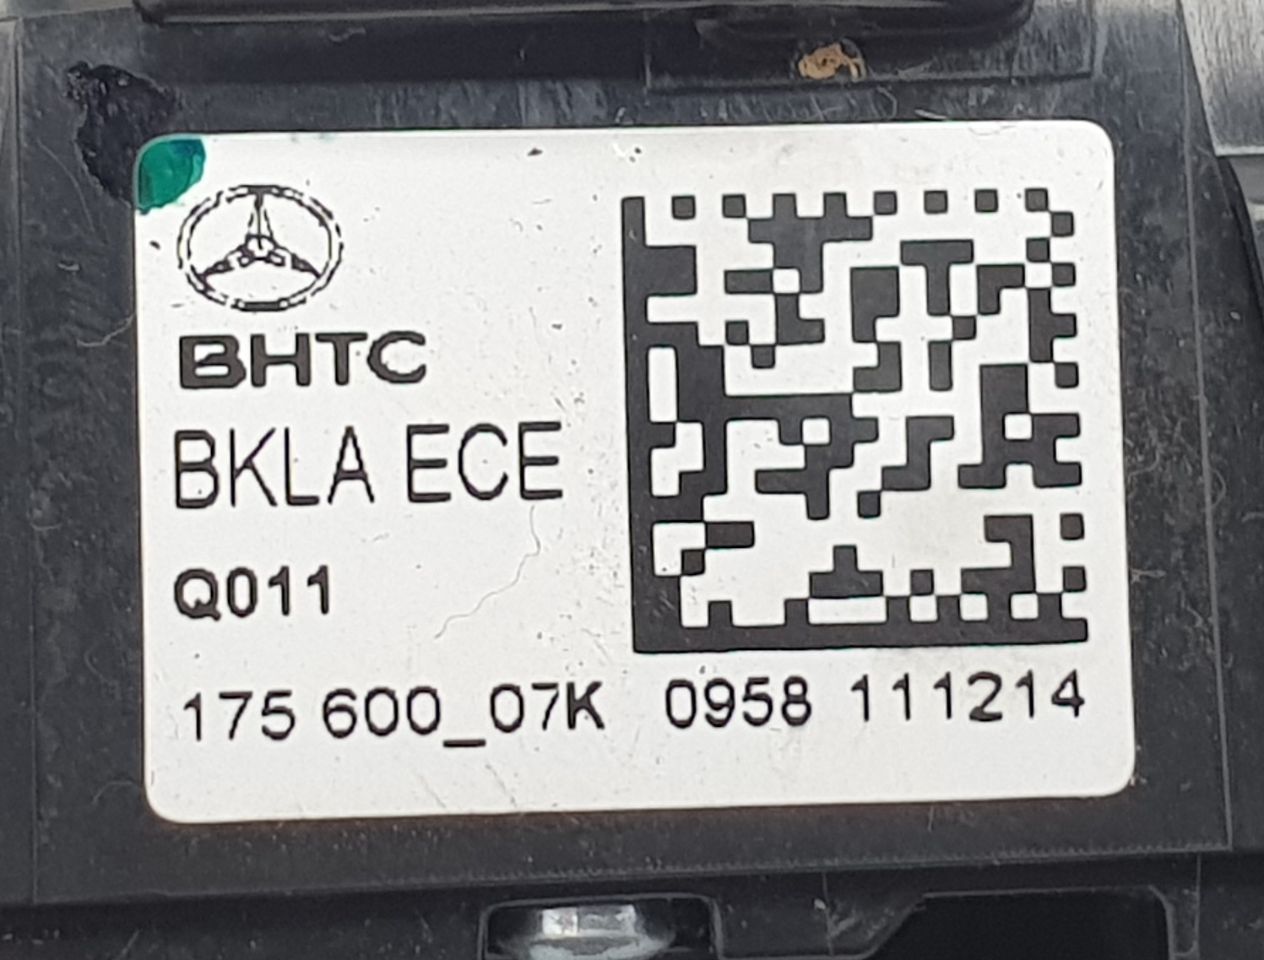 BHTC
BKLA ECE
Q011
175 600_07K 0958 111214